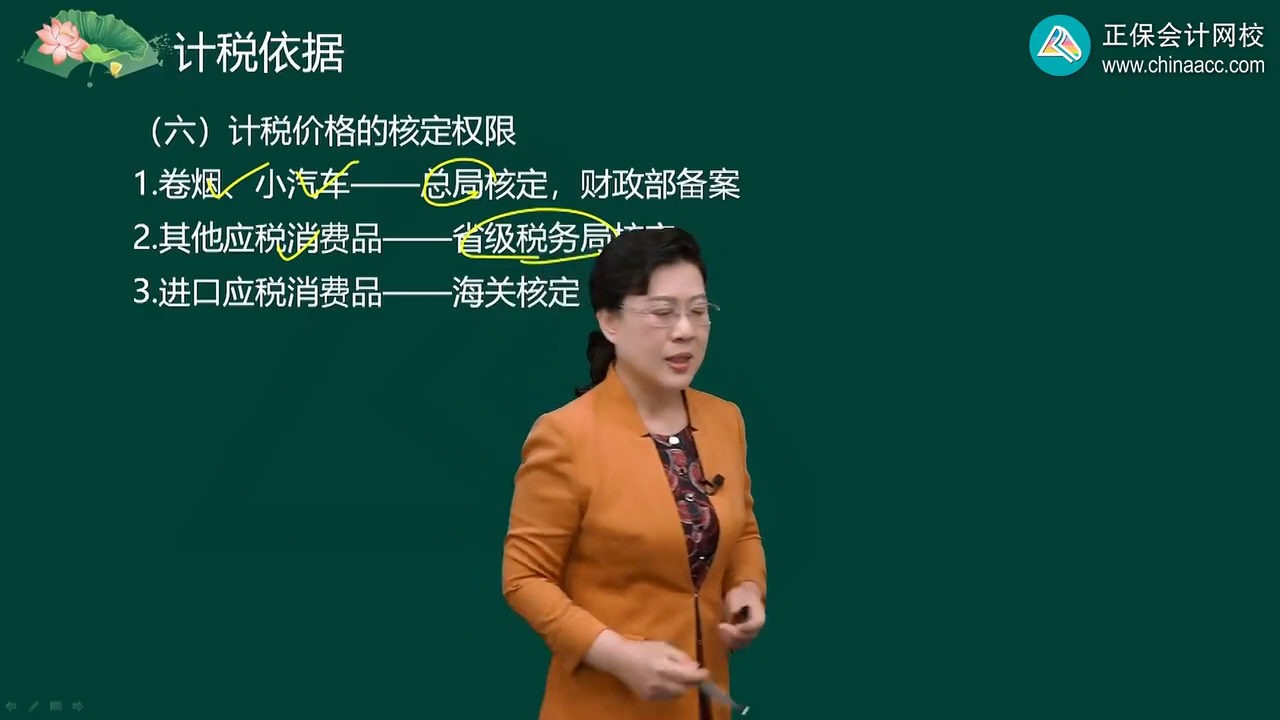 计税依据
正保会计网校
www.chinaacc.com
（六）计税价格的核定权限
1.卷烟、小汽车——总局核定，财政部备案
2.其他应税消费品——省级税务局
3.进口应税消费品——海关核定